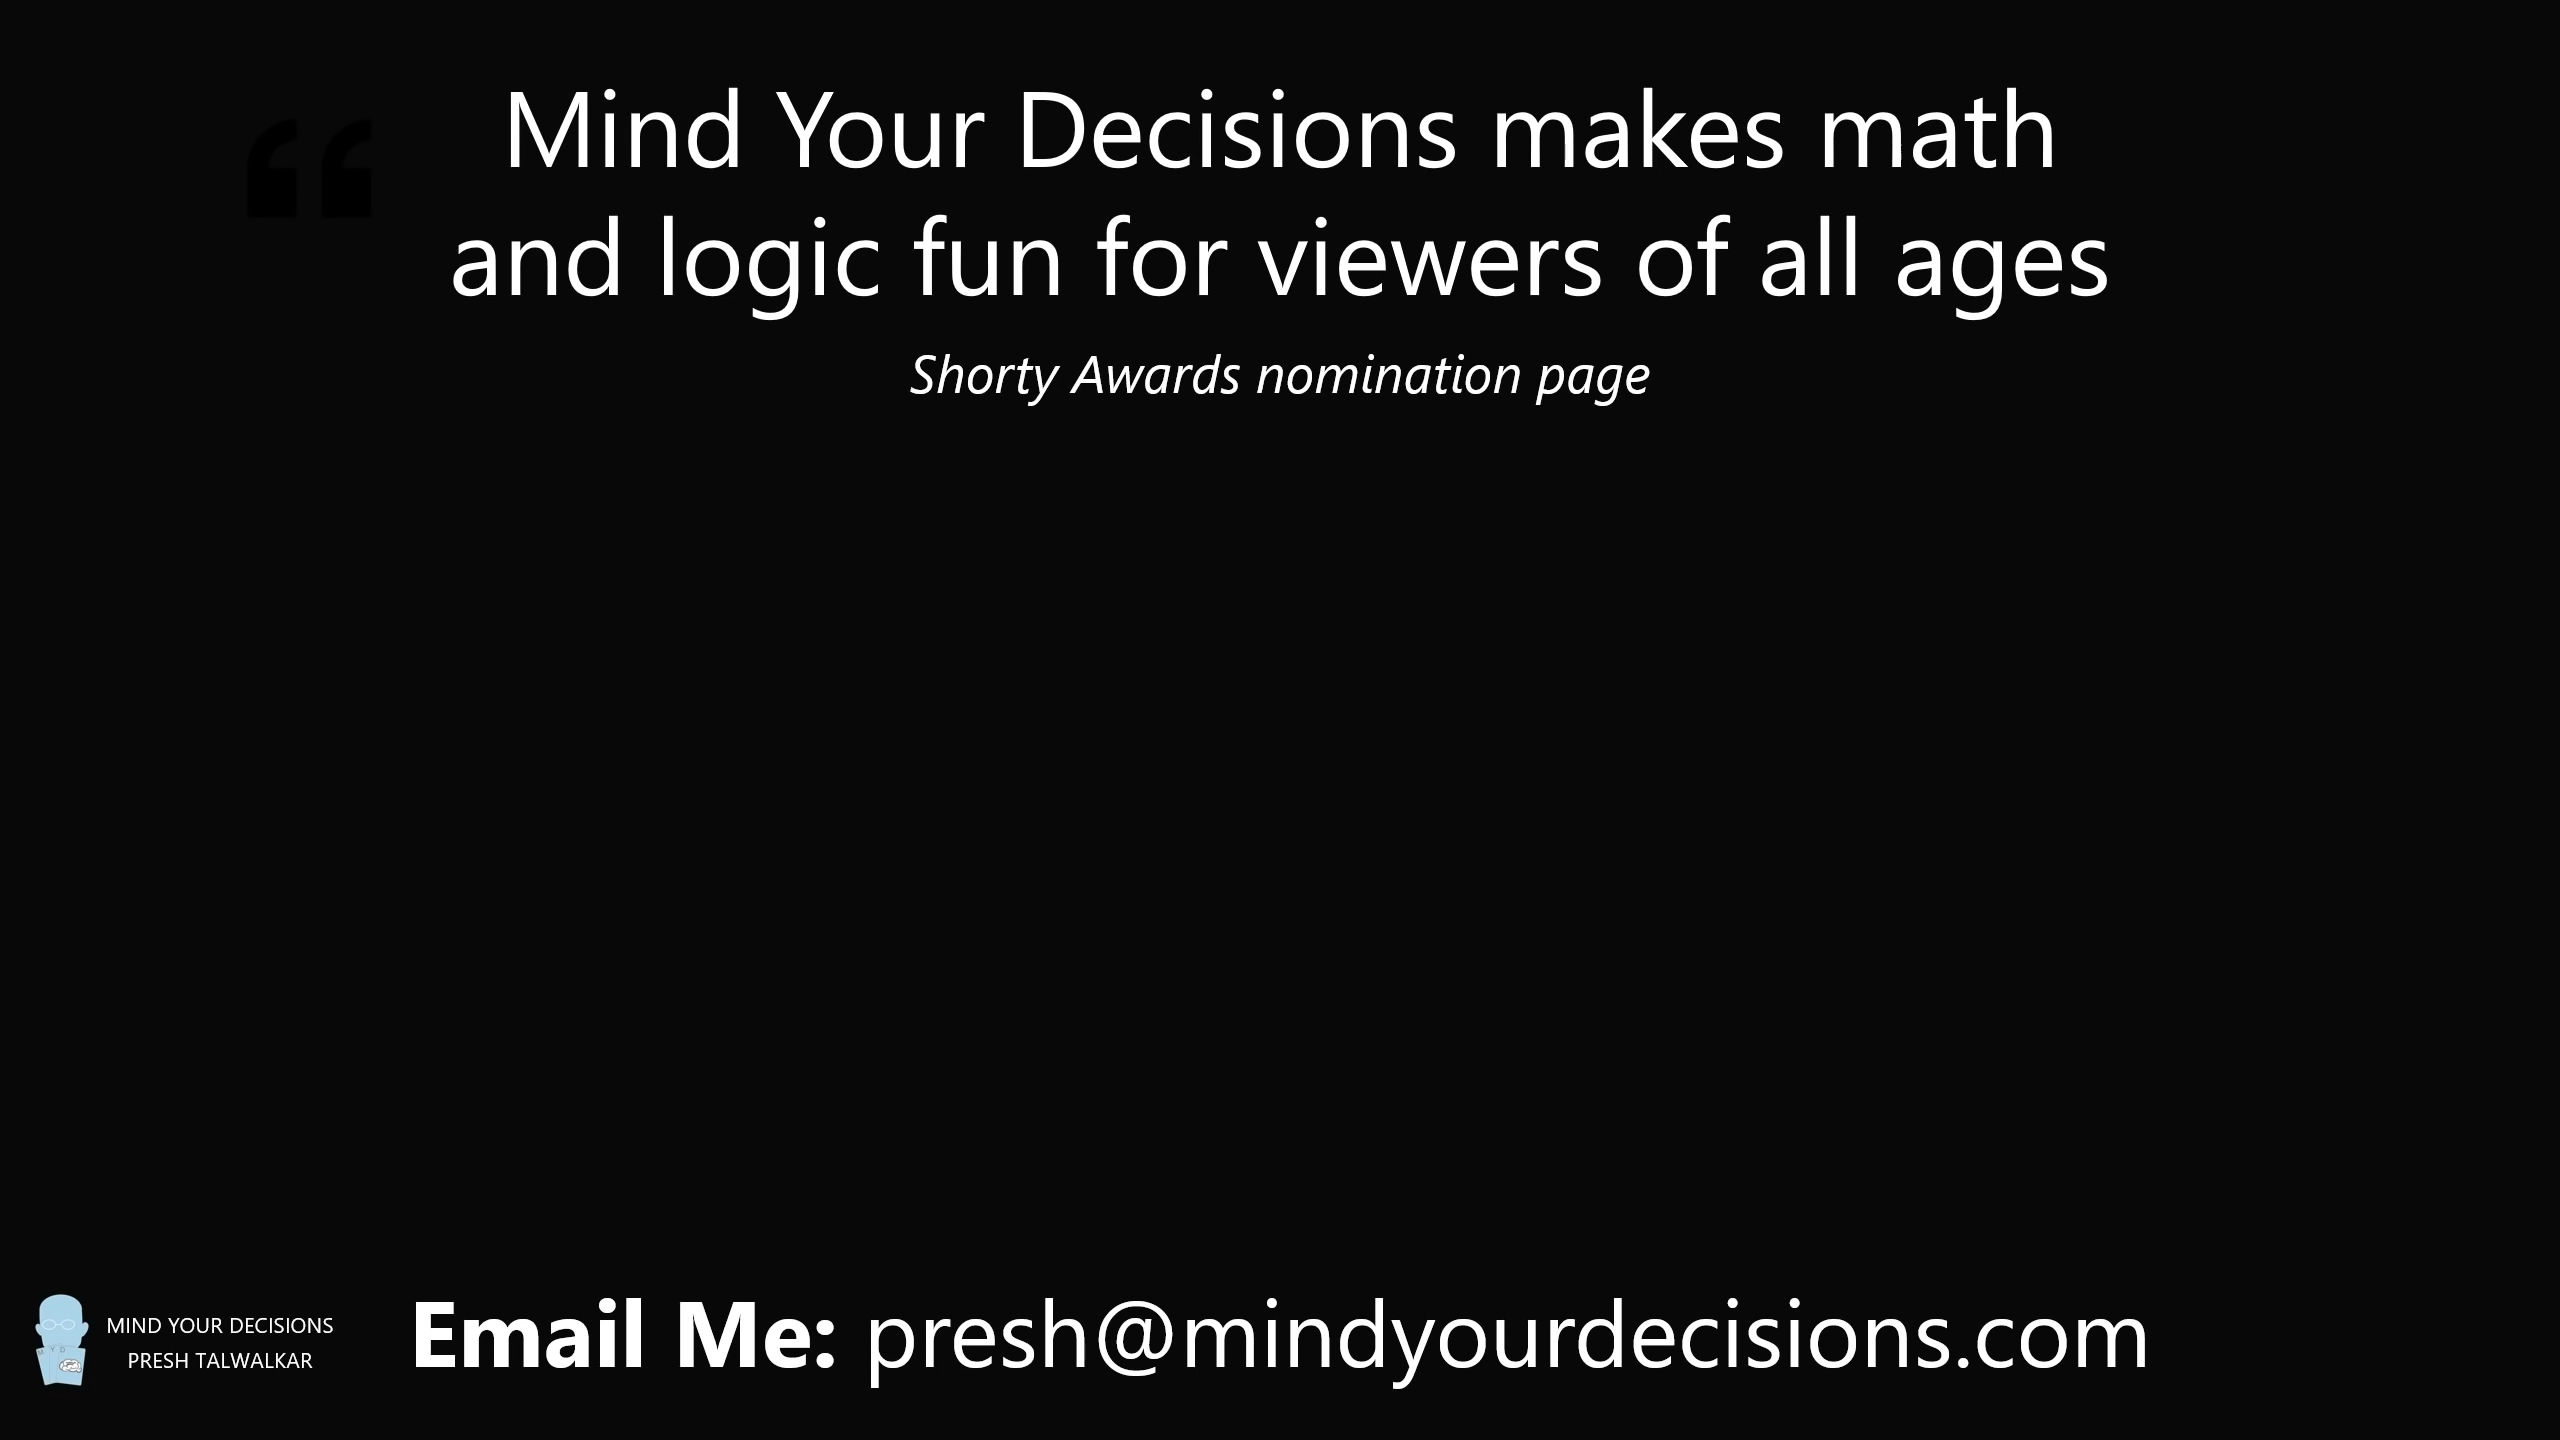 “
Mind Your Decisions makes math
and logic fun for viewers of all ages
Shorty Awards nomination page
MIND YOUR DECISIONS
PRESH TALWALKAR
Email Me: presh@mindyourdecisions.com